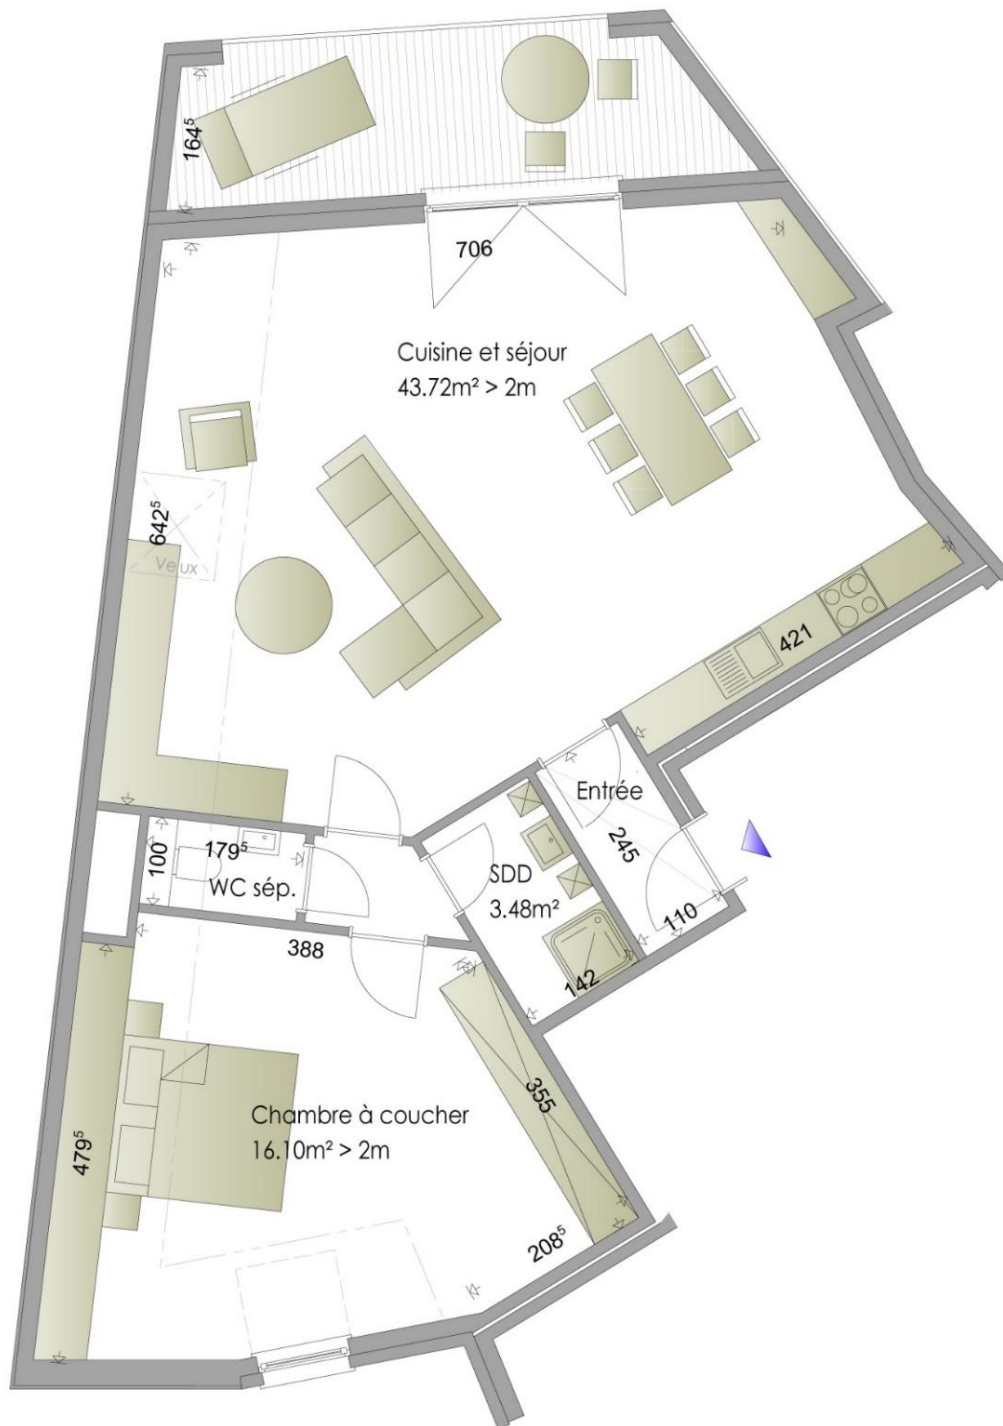 164⁵
706
Cuisine et séjour
43.72m² > 2m
642⁵
Velux
421
Entrée
245
110
100
179⁵
WC sép.
SDD
3.48m²
142
388
355
Chambre à coucher
16.10m² > 2m
479⁵
208⁵